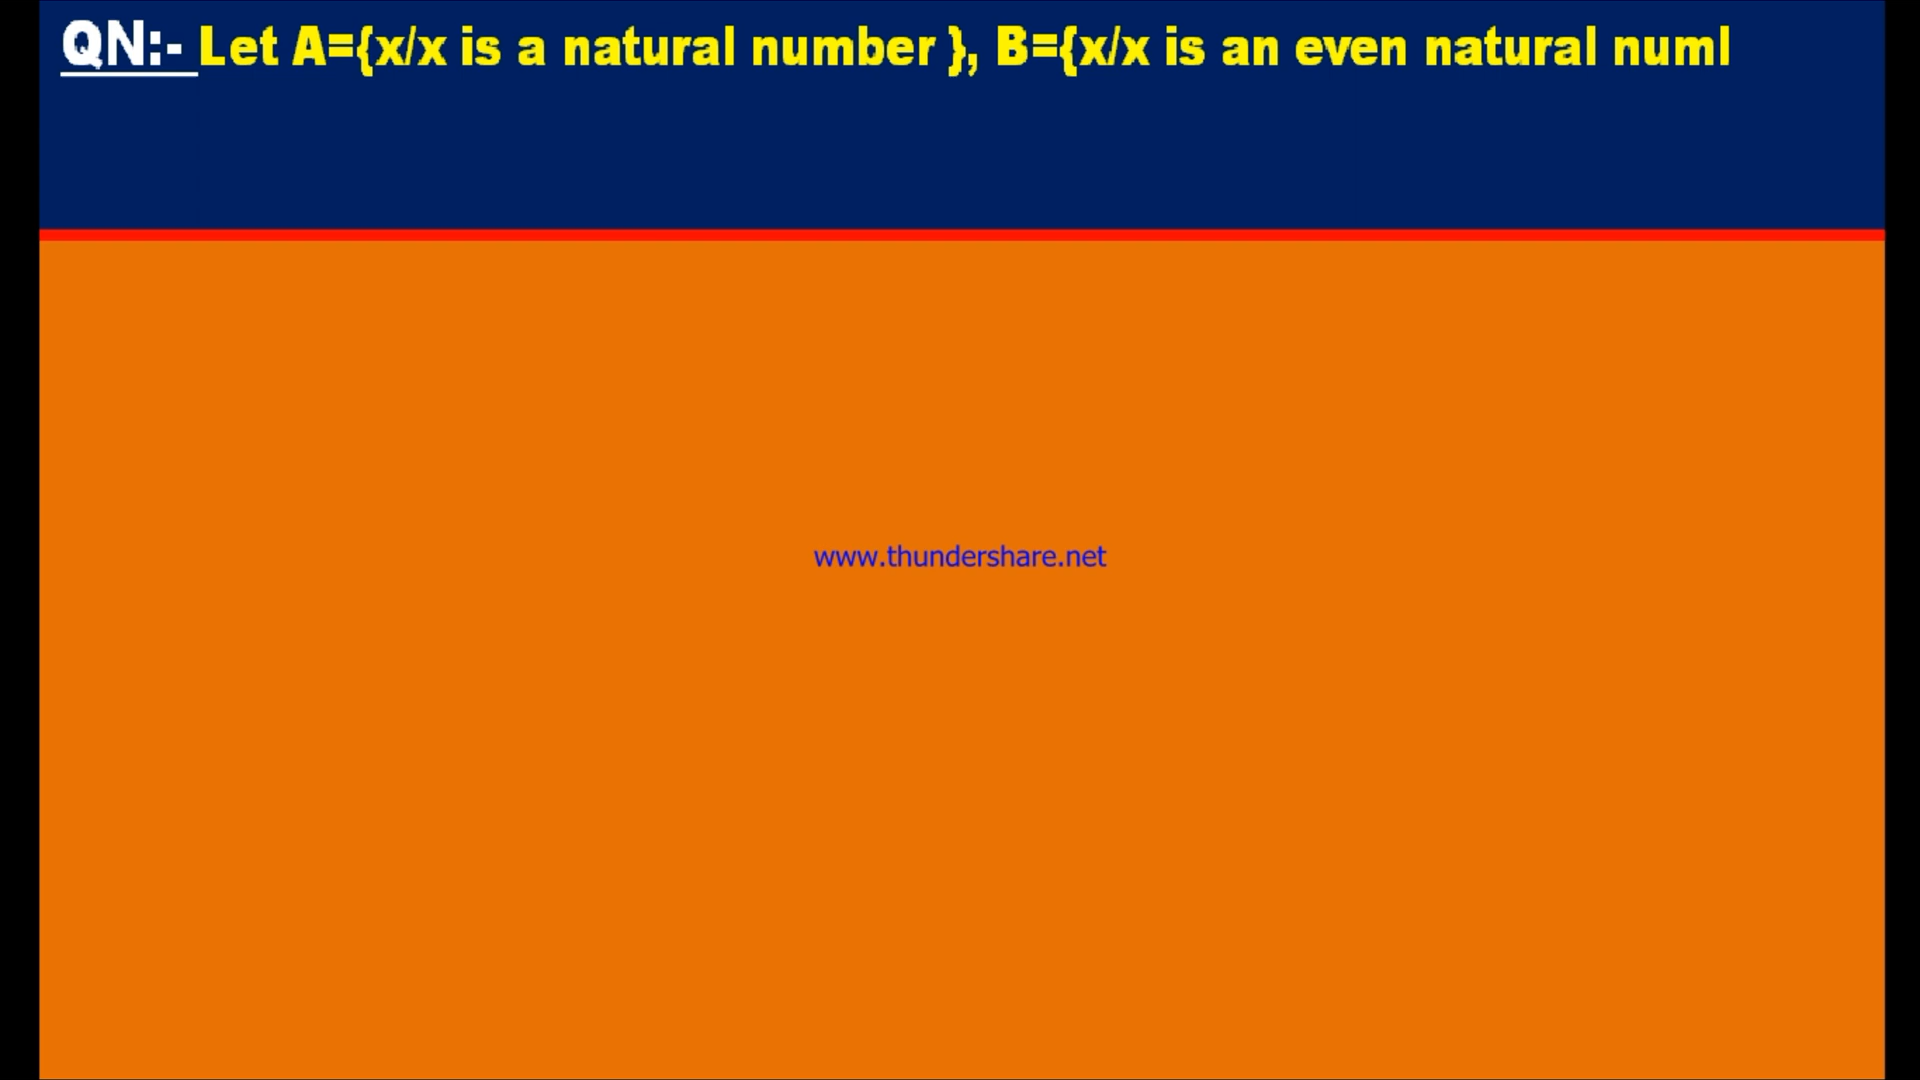 QN:- Let A={x/x is a natural number }, B={x/x is an even natural
www.thundershare.net